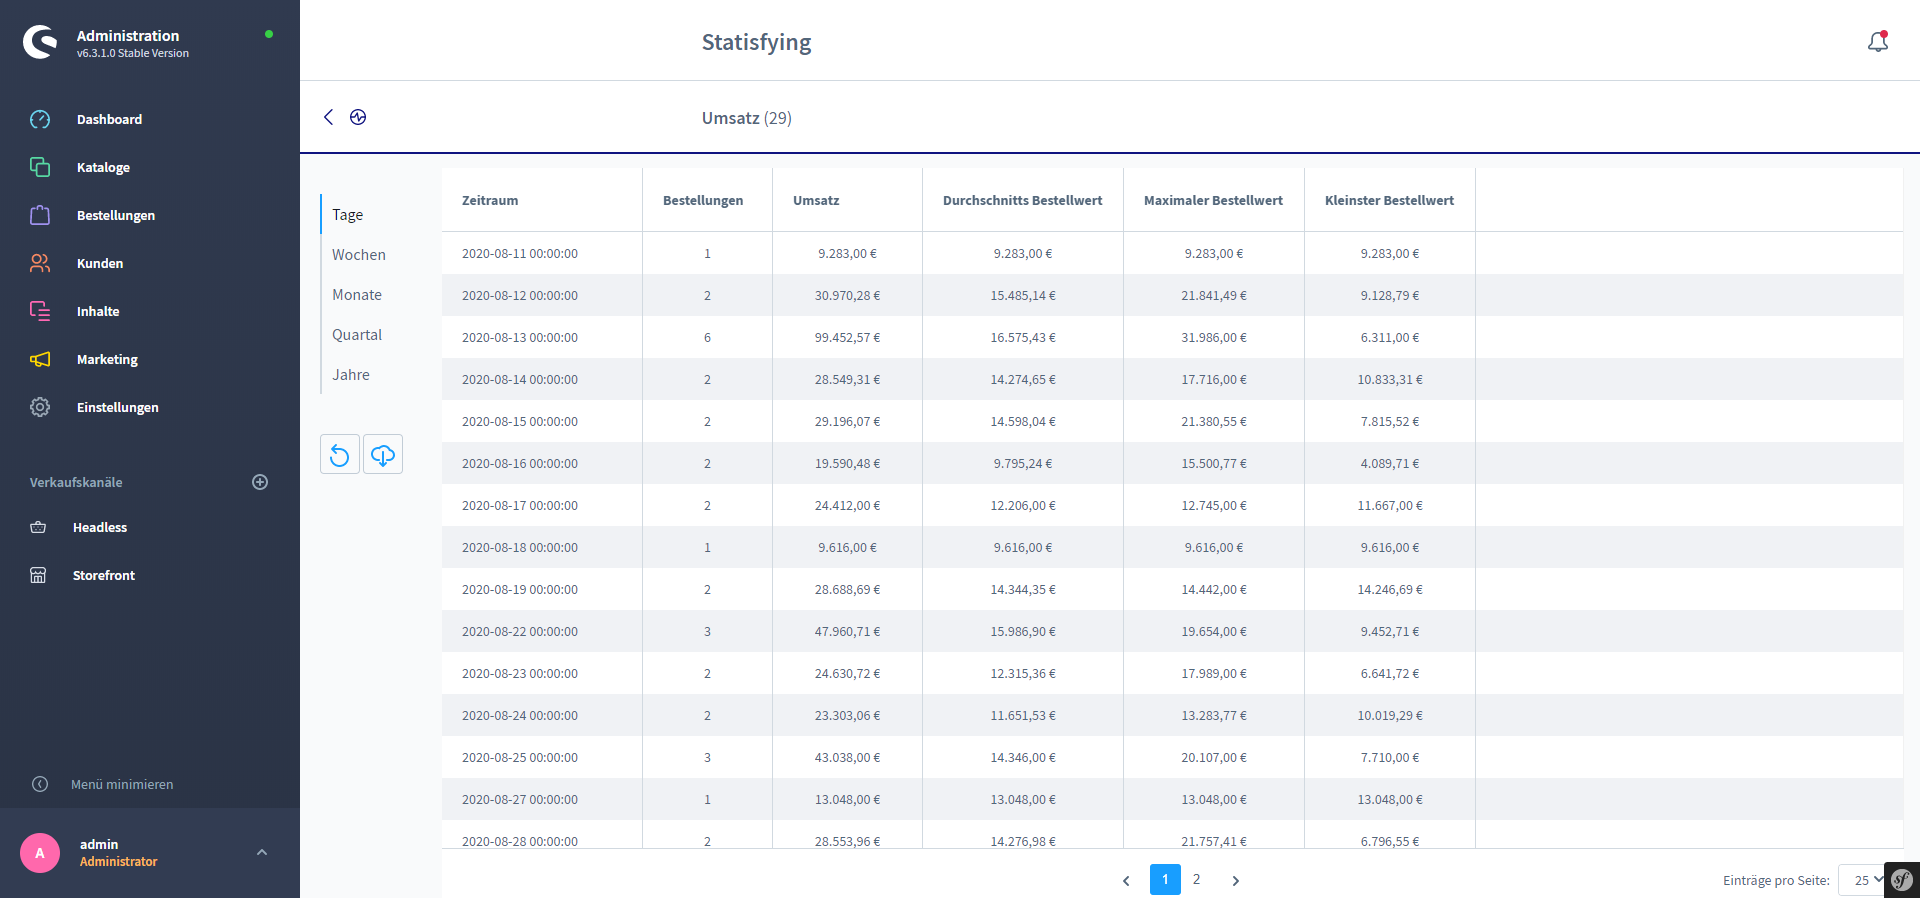 Administration
v6.3.1.0 Stable Version
Dashboard
Kataloge
Bestellungen
Kunden
Inhalte
Marketing
Einstellungen
Verkaufskanäle
Headless
Storefront
Menü minimieren
A
admin
Administrator
Statisfying
Umsatz (29)
Tage
Wochen
Monate
Quartal
Jahre
Zeitraum Bestellungen Umsatz Durchschnitts Bestellwert Maximaler Bestellwert Kleinster Bestellwert
2020-08-11 00:00:00 1 9.283,00 € 9.283,00 € 9.283,00 € 9.283,00 €
2020-08-12 00:00:00 2 30.970,28 € 15.485,14 € 21.841,49 € 9.128,79 €
2020-08-13 00:00:00 6 99.452,57 € 16.575,43 € 31.986,00 € 6.311,00 €
2020-08-14 00:00:00 2 28.549,31 € 14.274,65 € 17.716,00 € 10.833,31 €
2020-08-15 00:00:00 2 29.196,07 € 14.598,04 € 21.380,55 € 7.815,52 €
2020-08-16 00:00:00 2 19.590,48 € 9.795,24 € 15.500,77 € 4.089,71 €
2020-08-17 00:00:00 2 24.412,00 € 12.206,00 € 12.745,00 € 11.667,00 €
2020-08-18 00:00:00 1 9.616,00 € 9.616,00 € 9.616,00 € 9.616,00 €
2020-08-19 00:00:00 2 28.688,69 € 14.344,35 € 14.442,00 € 14.246,69 €
2020-08-22 00:00:00 3 47.960,71 € 15.986,90 € 19.654,00 € 9.452,71 €
2020-08-23 00:00:00 2 24.630,72 € 12.315,36 € 17.989,00 € 6.641,72 €
2020-08-24 00:00:00 2 23.303,06 € 11.651,53 € 13.283,77 € 10.019,29 €
2020-08-25 00:00:00 3 43.038,00 € 14.346,00 € 20.107,00 € 7.710,00 €
2020-08-27 00:00:00 1 13.048,00 € 13.048,00 € 13.048,00 € 13.048,00 €
2020-08-28 00:00:00 2 28.553,96 € 14.276,98 € 21.757,41 € 6.796,55 €
1 2
Einträge pro Seite: 25
sf